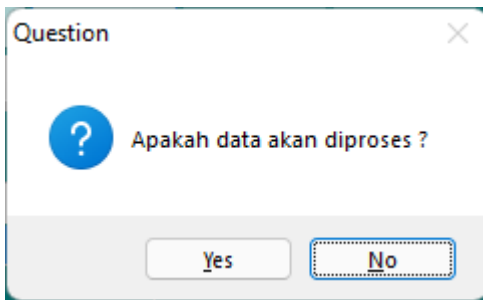 Question
Apakah data akan diproses ?
Yes
No